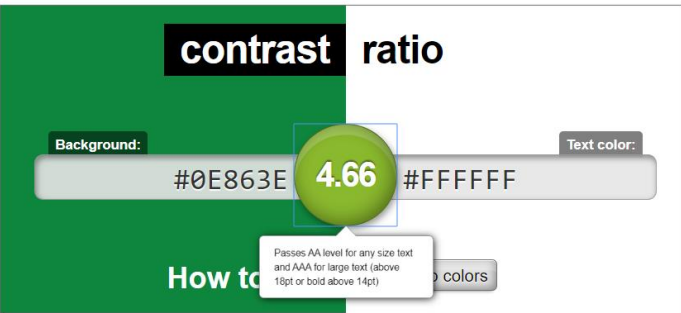 contrast ratio
Background:
Text color:
#0E863E
4.66
#FFFFFF
Passes AA level for any size text
and AAA for large text (above
18pt or bold above 14pt)
How to
colors